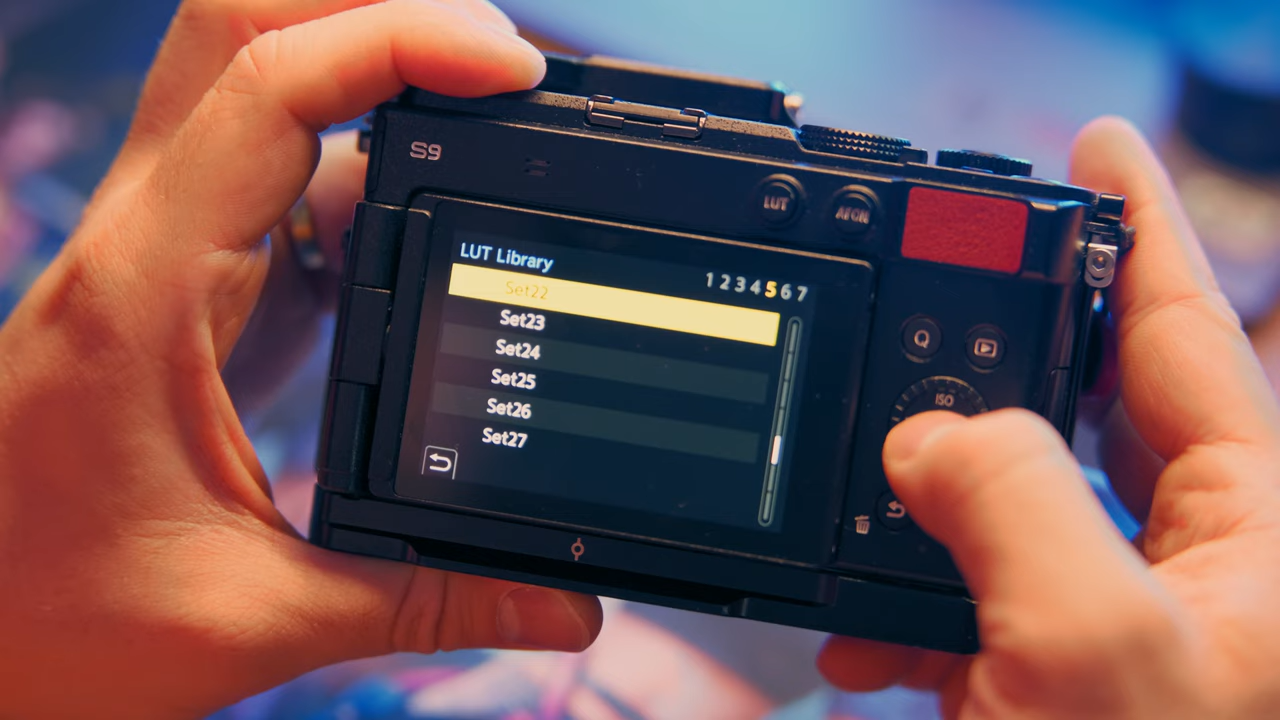 S9
LUT
AF ON
LUT Library
1 2 3 4 5 6 7
Set22
Set23
Set24
Set25
Set26
Set27
Q
ISO